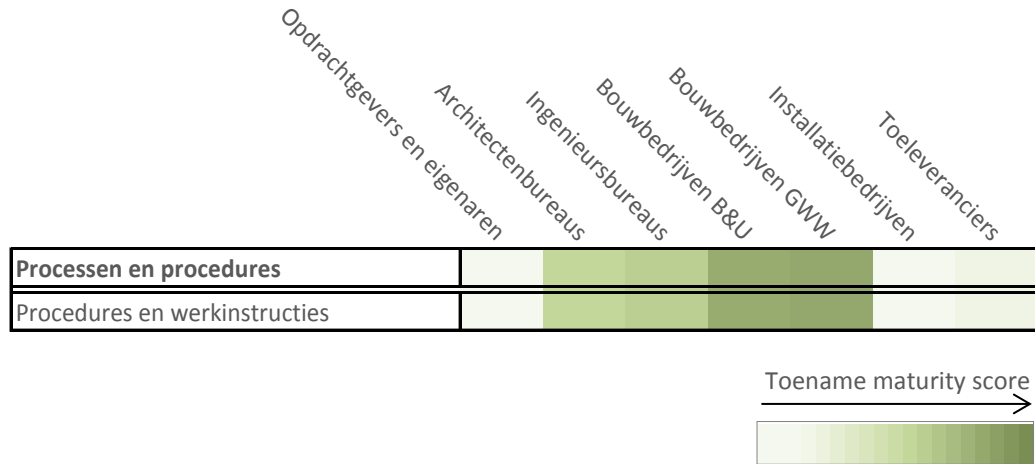 Opdrachtgevers en eigenaren
Architectenbureaus
Ingenieursbureaus
Bouwbedrijven B&U
Bouwbedrijven GWW
Installatiebedrijven
Toeleveranciers
Processen en procedures
Procedures en werkinstructies
Toename maturity score